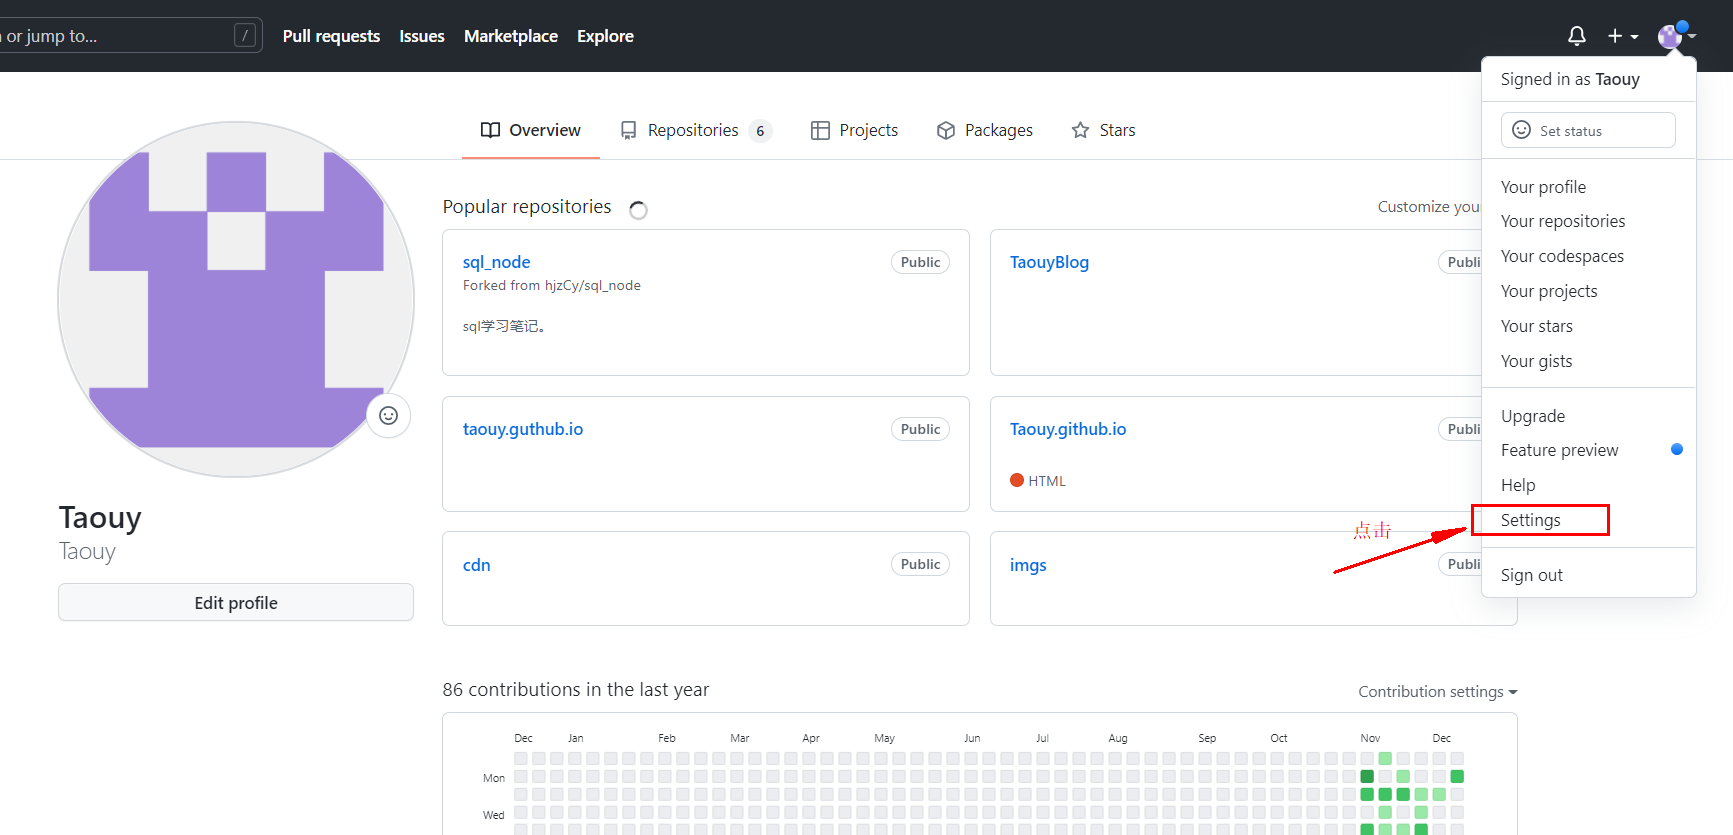 or jump to...
/
Pull requests
Issues
Marketplace
Explore
Signed in as Taouy
Set status
Your profile
Your repositories
Your codespaces
Your projects
Your stars
Your gists
Upgrade
Feature preview
Help
Settings
Sign out
点击
Overview
Repositories 6
Projects
Packages
Stars
Taouy
Taouy
Edit profile
Popular repositories
Customize your
sql_node
Public
Forked from hjzCy/sql_node
sql学习笔记。
TaouyBlog
Publi
taouy.guthub.io
Public
Taouy.github.io
Publi
HTML
cdn
Public
imgs
Publi
86 contributions in the last year
Contribution settings
Dec Jan Feb Mar Apr May Jun Jul Aug Sep Oct Nov Dec
Mon
Wed